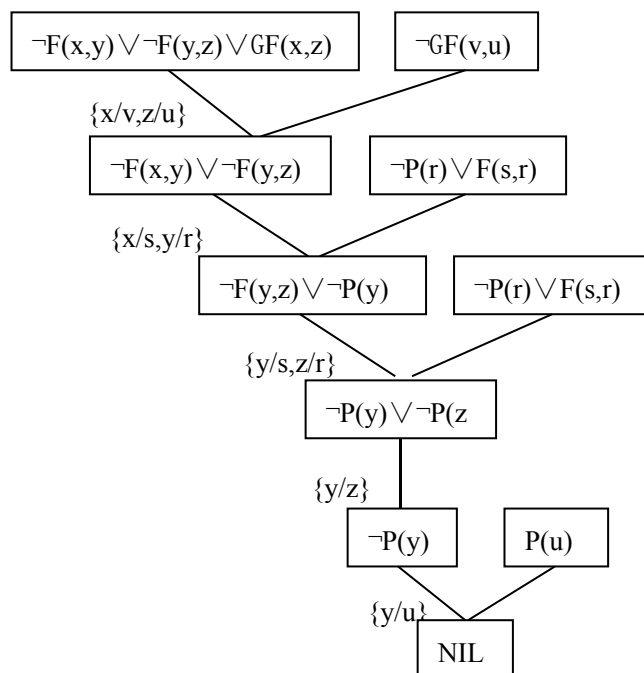 ¬F(x,y)∨¬F(y,z)∨GF(x,z)
¬GF(v,u)
{x/v,z/u}
¬F(x,y)∨¬F(y,z)
¬P(r)∨F(s,r)
{x/s,y/r}
¬F(y,z)∨¬P(y)
¬P(r)∨F(s,r)
{y/s,z/r}
¬P(y)∨¬P(z
{y/z}
¬P(y)
P(u)
{y/u}
NIL